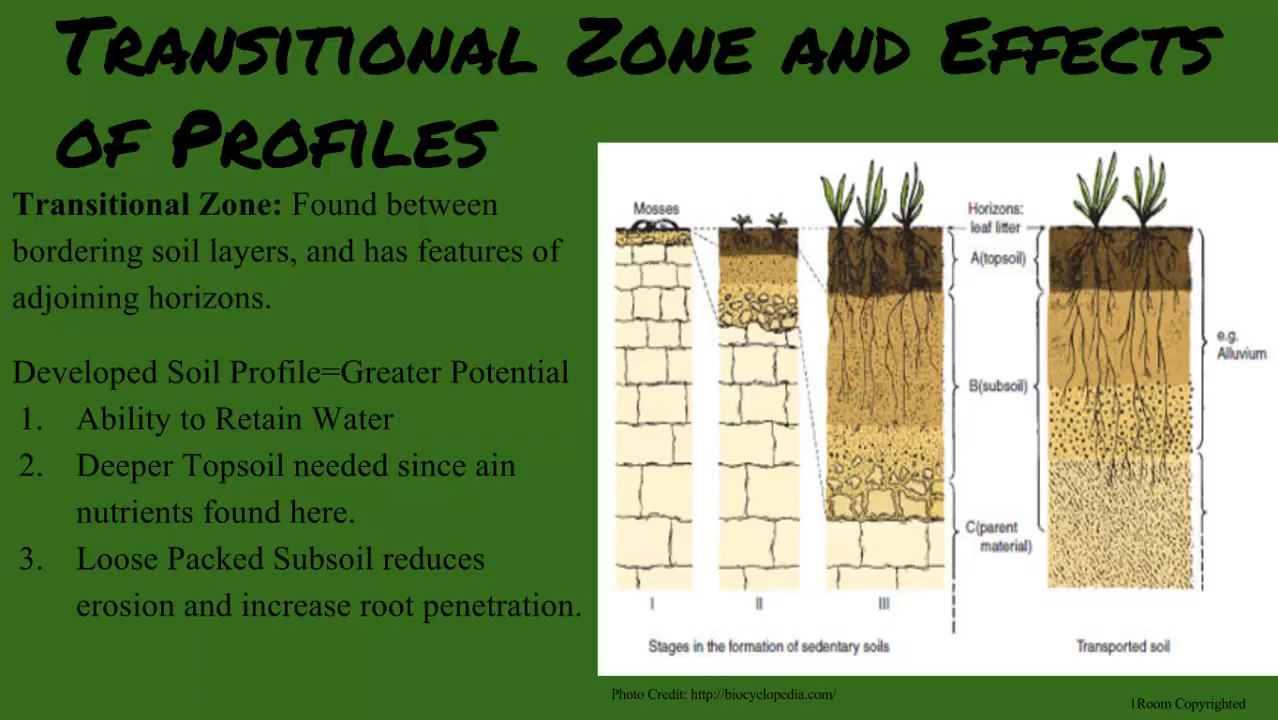 Transitional Zone and Effects
of Profiles
Transitional Zone: Found between
bordering soil layers, and has features of
adjoining horizons.
Developed Soil Profile=Greater Potential
1. Ability to Retain Water
2. Deeper Topsoil needed since ain
nutrients found here.
3. Loose Packed Subsoil reduces
erosion and increase root penetration.
Mosses
Horizons:
leaf litter
A(topsoil)
B(subsoil)
C(parent
material)
e.g.
Alluvium
I
II
III
Stages in the formation of sedentary soils
Transported soil
Photo Credit: http://biocyclopedia.com/
1Room Copyrighted